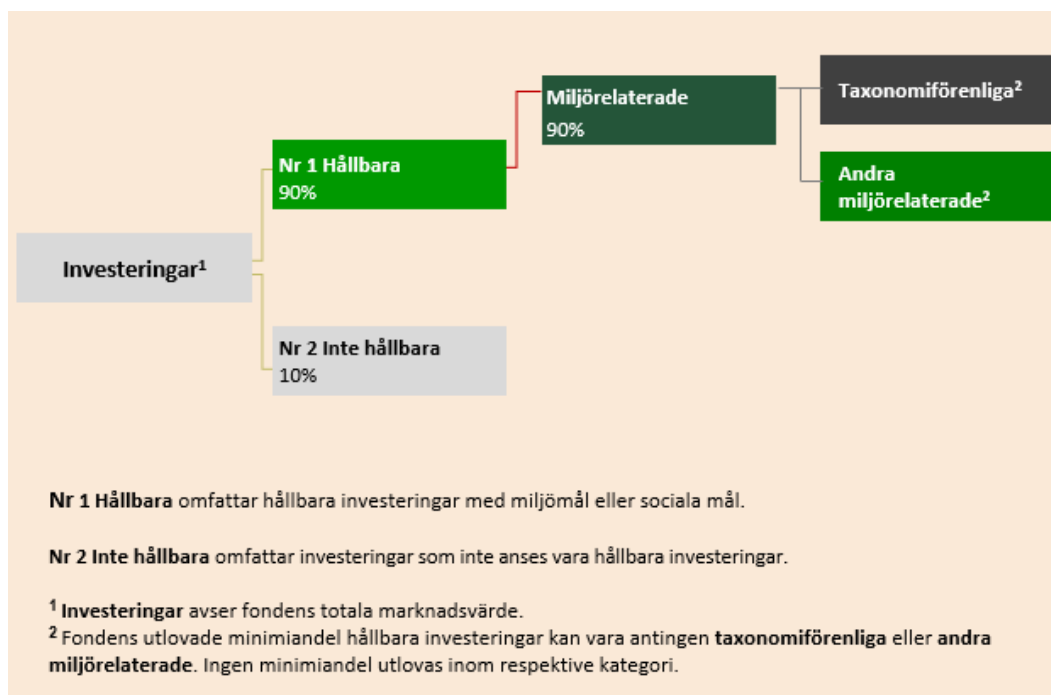 Miljörelaterade
90%
Taxonomiförenliga²
Nr 1 Hållbara
90%
Andra
miljörelaterade²
Investeringar¹
Nr 2 Inte hållbara
10%
Nr 1 Hållbara omfattar hållbara investeringar med miljömål eller sociala mål.
Nr 2 Inte hållbara omfattar investeringar som inte anses vara hållbara investeringar.
¹ Investeringar avser fondens totala marknadsvärde.
² Fondens utlovade minimiandel hållbara investeringar kan vara antingen taxonomiförenliga eller andra
miljörelaterade. Ingen minimiandel utlovas inom respektive kategori.